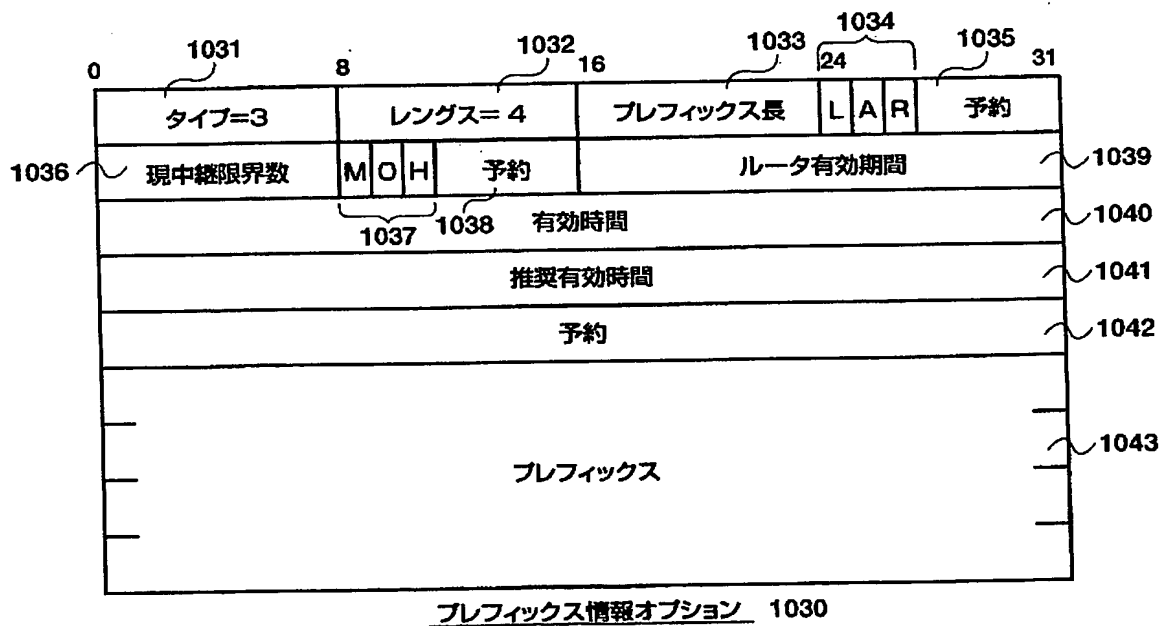 1031 1032 1033 1034 1035
0 8 16 24 31
タイプ=3 レングス=4 プレフィックス長 L A R 予約
1036 現中継限界数 M O H 予約 ルータ有効期間 1039
1037 1038 有効時間 1040
推奨有効時間 1041
予約 1042
プレフィックス 1043
プレフィックス情報オプション 1030